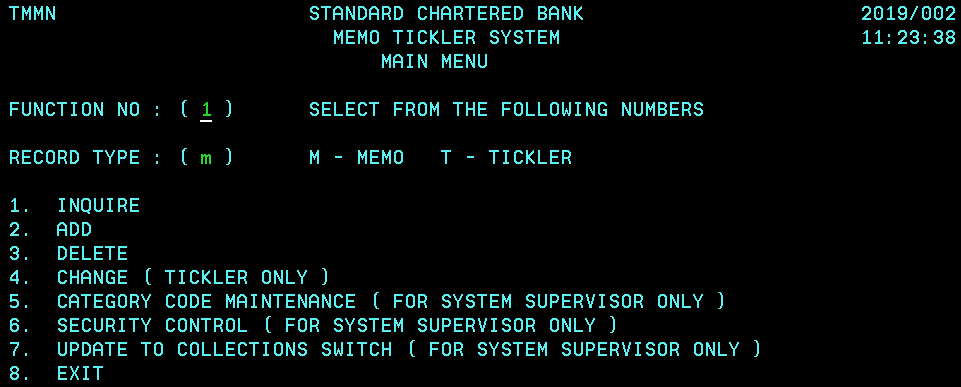 TMMN STANDARD CHARTERED BANK 2019/002
MEMO TICKLER SYSTEM 11:23:38
MAIN MENU
FUNCTION NO : ( 1 ) SELECT FROM THE FOLLOWING NUMBERS
RECORD TYPE : ( m ) M - MEMO T - TICKLER
1. INQUIRE
2. ADD
3. DELETE
4. CHANGE ( TICKLER ONLY )
5. CATEGORY CODE MAINTENANCE ( FOR SYSTEM SUPERVISOR ONLY )
6. SECURITY CONTROL ( FOR SYSTEM SUPERVISOR ONLY )
7. UPDATE TO COLLECTIONS SWITCH ( FOR SYSTEM SUPERVISOR ONLY )
8. EXIT